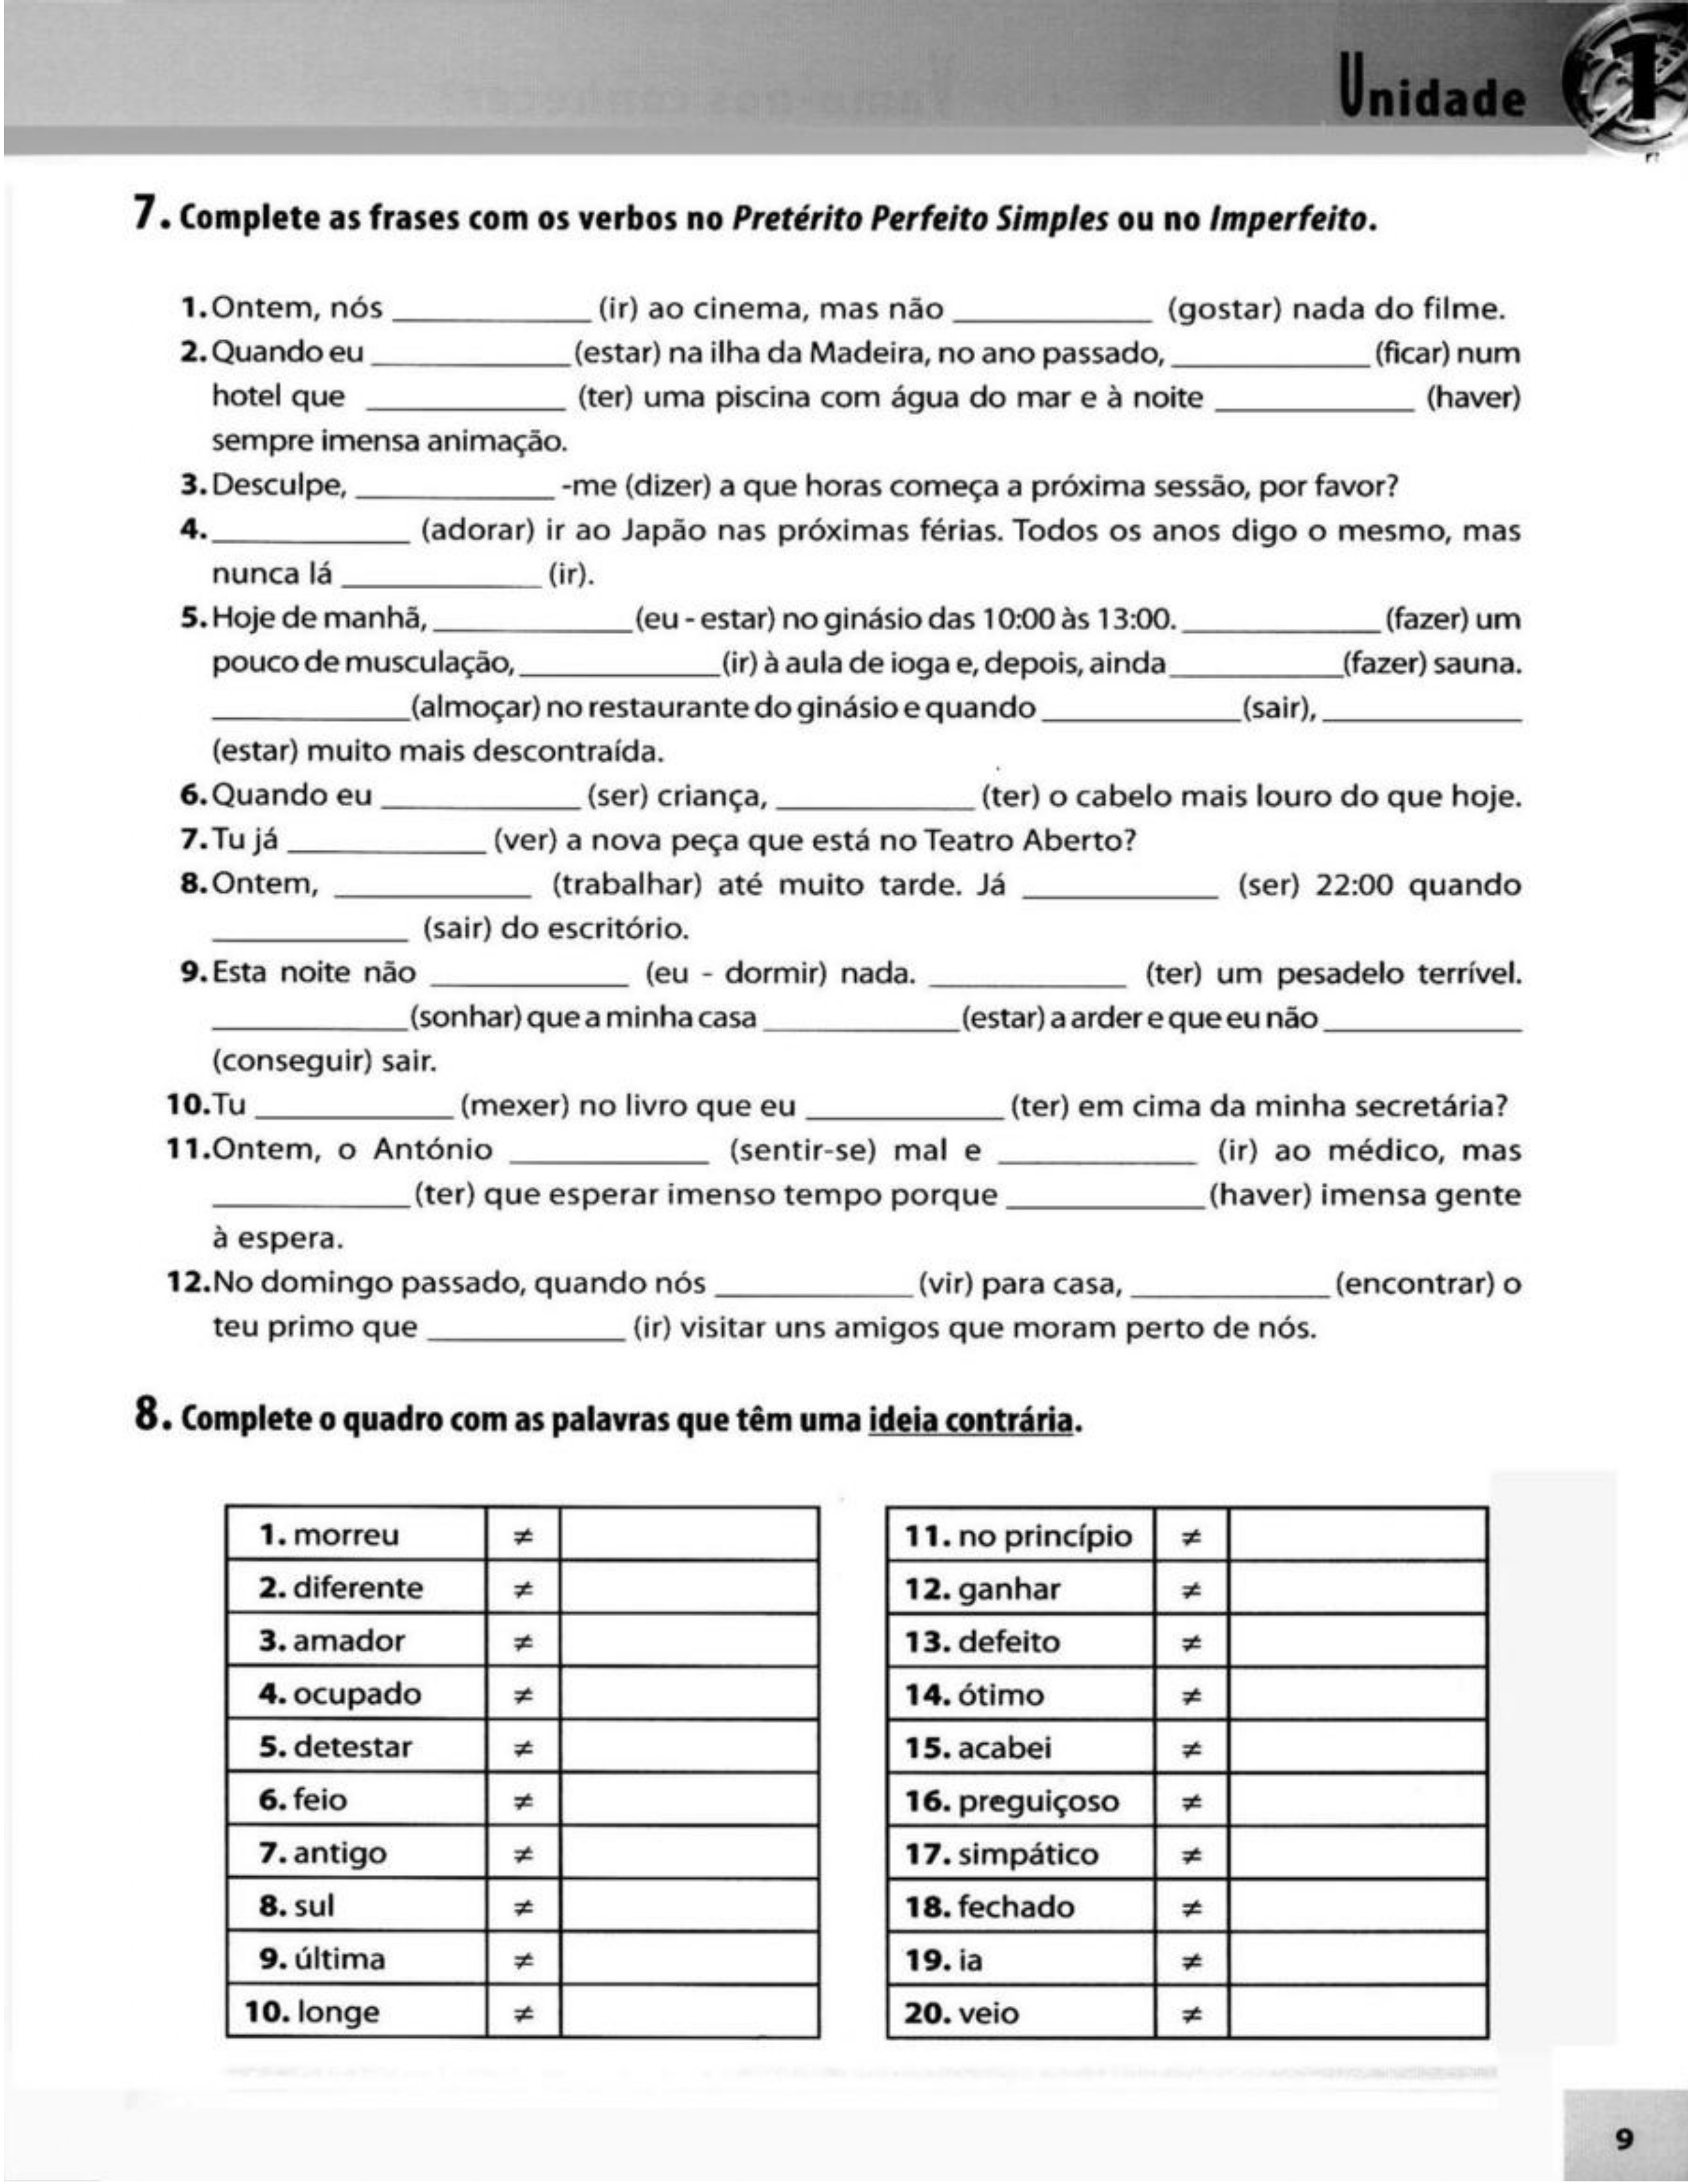 Unidade 1
7. Complete as frases com os verbos no Pretérito Perfeito Simples ou no Imperfeito.
1. Ontem, nós ____________ (ir) ao cinema, mas não ____________ (gostar) nada do filme.
2. Quando eu ____________ (estar) na ilha da Madeira, no ano passado, ____________ (ficar) num
hotel que ____________ (ter) uma piscina com água do mar e à noite ____________ (haver)
sempre imensa animação.
3. Desculpe, ____________ -me (dizer) a que horas começa a próxima sessão, por favor?
4. ____________ (adorar) ir ao Japão nas próximas férias. Todos os anos digo o mesmo, mas
nunca lá ____________ (ir).
5. Hoje de manhã, ____________ (eu - estar) no ginásio das 10:00 às 13:00. ____________ (fazer) um
pouco de musculação, ____________ (ir) à aula de ioga e, depois, ainda ____________ (fazer) sauna.
____________ (almoçar) no restaurante do ginásio e quando ____________ (sair), ____________
(estar) muito mais descontraída.
6. Quando eu ____________ (ser) criança, ____________ (ter) o cabelo mais louro do que hoje.
7. Tu já ____________ (ver) a nova peça que está no Teatro Aberto?
8. Ontem, ____________ (trabalhar) até muito tarde. Já ____________ (ser) 22:00 quando
____________ (sair) do escritório.
9. Esta noite não ____________ (eu - dormir) nada. ____________ (ter) um pesadelo terrível.
____________ (sonhar) que a minha casa ____________ (estar) a arder e que eu não ____________
(conseguir) sair.
10. Tu ____________ (mexer) no livro que eu ____________ (ter) em cima da minha secretária?
11. Ontem, o António ____________ (sentir-se) mal e ____________ (ir) ao médico, mas
____________ (ter) que esperar imenso tempo porque ____________ (haver) imensa gente
à espera.
12. No domingo passado, quando nós ____________ (vir) para casa, ____________ (encontrar) o
teu primo que ____________ (ir) visitar uns amigos que moram perto de nós.
8. Complete o quadro com as palavras que têm uma ideia contrária.
1. morreu ≠
2. diferente ≠
3. amador ≠
4. ocupado ≠
5. detestar ≠
6. feio ≠
7. antigo ≠
8. sul ≠
9. última ≠
10. longe ≠
11. no princípio ≠
12. ganhar ≠
13. defeito ≠
14. ótimo ≠
15. acabei ≠
16. preguiçoso ≠
17. simpático ≠
18. fechado ≠
19. ia ≠
20. veio ≠
9